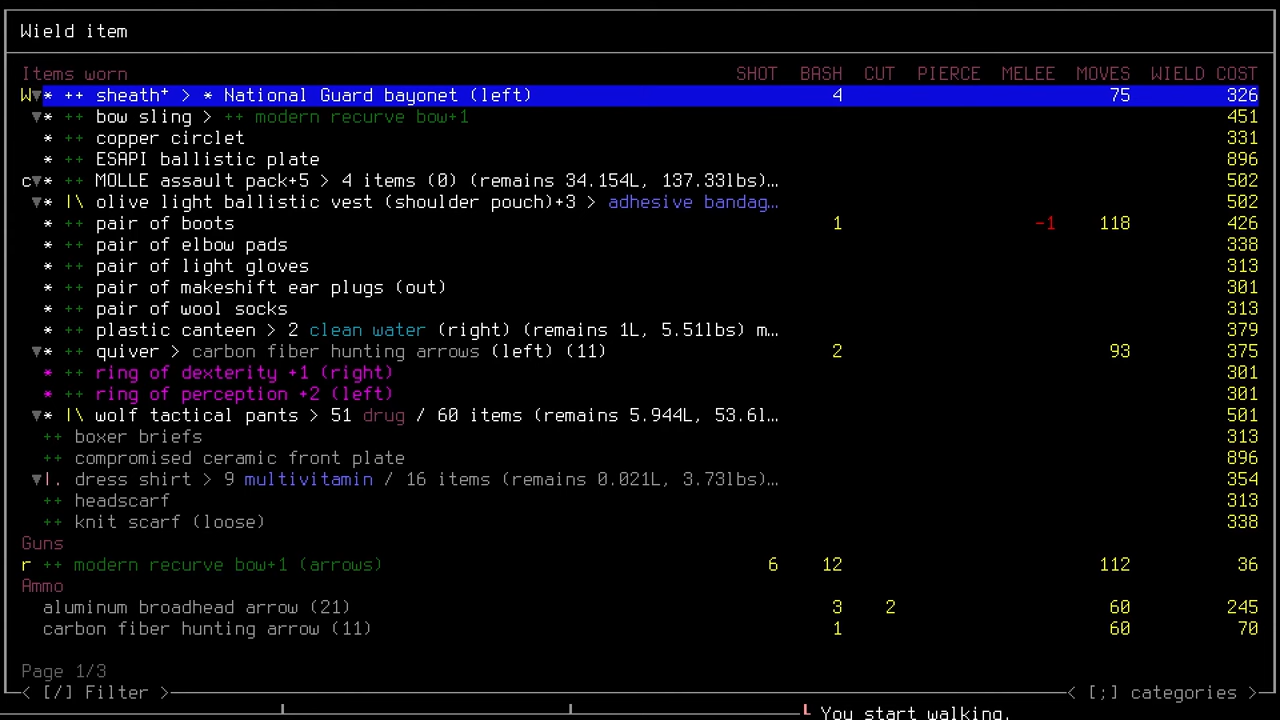 Wield item
Items worn SHOT BASH CUT PIERCE MELEE MOVES WIELD COST
W▼* ++ sheath† > * National Guard bayonet (left) 4 75 326
▼* ++ bow sling > ++ modern recurve bow+1 451
* ++ copper circlet 331
* ++ ESAPI ballistic plate 896
c▼* ++ MOLLE assault pack+5 > 4 items (0) (remains 34.154L, 137.33lbs)… 502
▼* |\ olive light ballistic vest (shoulder pouch)+3 > adhesive bandag… 502
* ++ pair of boots 1 -1 118 426
* ++ pair of elbow pads 338
* ++ pair of light gloves 313
* ++ pair of makeshift ear plugs (out) 301
* ++ pair of wool socks 313
* ++ plastic canteen > 2 clean water (right) (remains 1L, 5.51lbs) m… 379
▼* ++ quiver > carbon fiber hunting arrows (left) (11) 2 93 375
* ++ ring of dexterity +1 (right) 301
* ++ ring of perception +2 (left) 301
▼* |\ wolf tactical pants > 51 drug / 60 items (remains 5.944L, 53.6l… 501
++ boxer briefs 313
++ compromised ceramic front plate 896
▼|. dress shirt > 9 multivitamin / 16 items (remains 0.021L, 3.73lbs)… 354
++ headscarf 313
++ knit scarf (loose) 338
Guns
r ++ modern recurve bow+1 (arrows) 6 12 112 36
Ammo
aluminum broadhead arrow (21) 3 2 60 245
carbon fiber hunting arrow (11) 1 60 70
Page 1/3
< [/] Filter > < [;] categories >
You start walking.